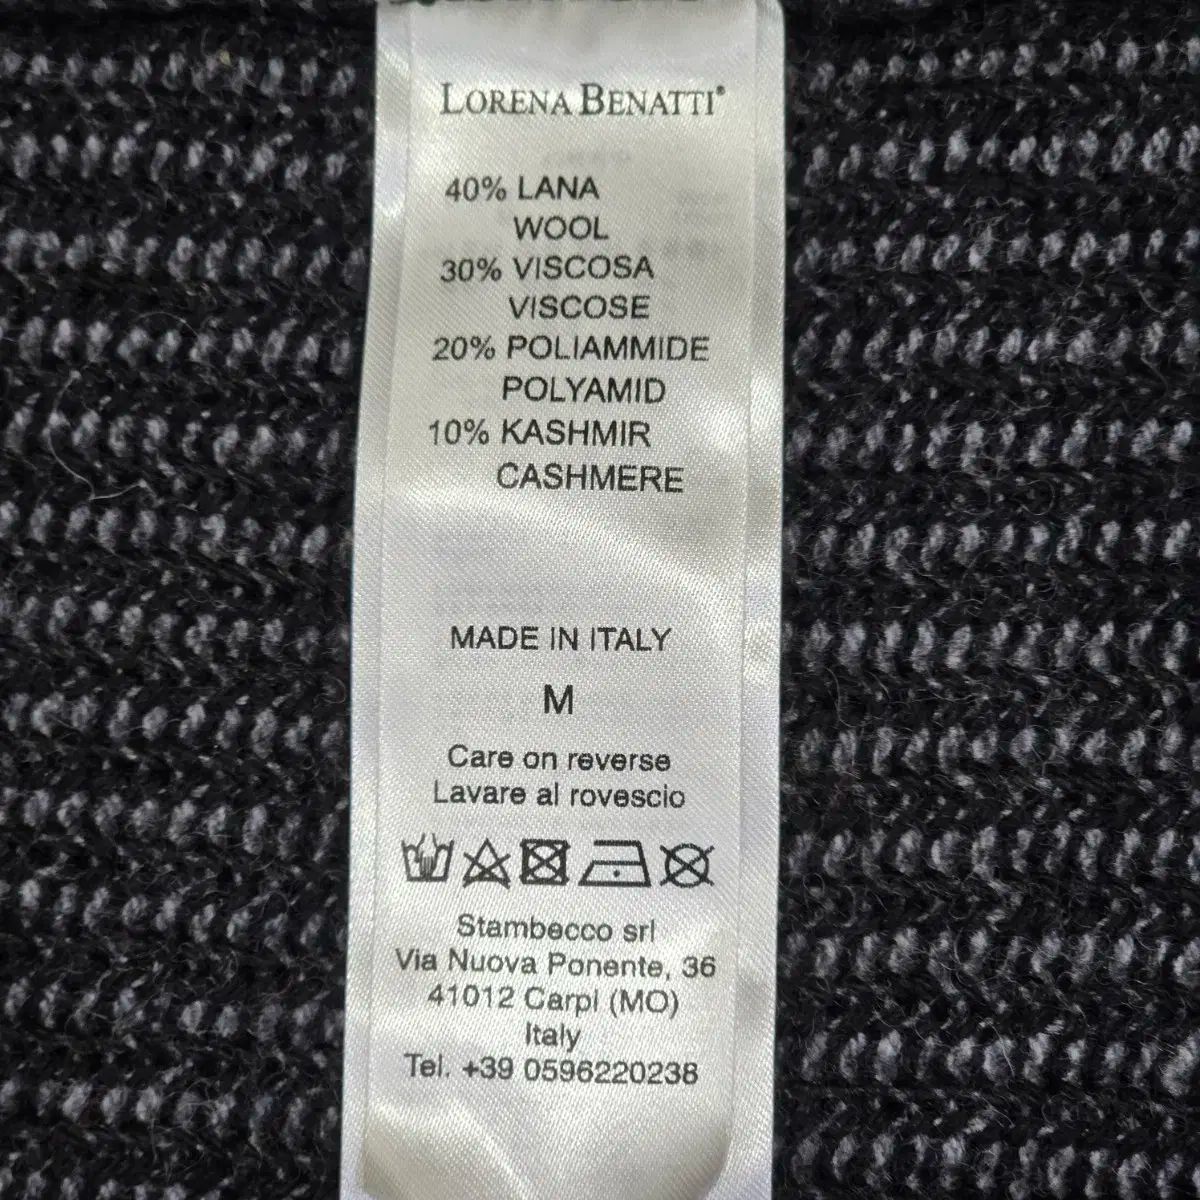 LORENA BENATTI®
40% LANA
WOOL
30% VISCOSA
VISCOSE
20% POLIAMMIDE
POLYAMID
10% KASHMIR
CASHMERE
MADE IN ITALY
M
Care on reverse
Lavare al rovescio
Stambecco srl
Via Nuova Ponente, 36
41012 Carpi (MO)
Italy
Tel. +39 0596220238